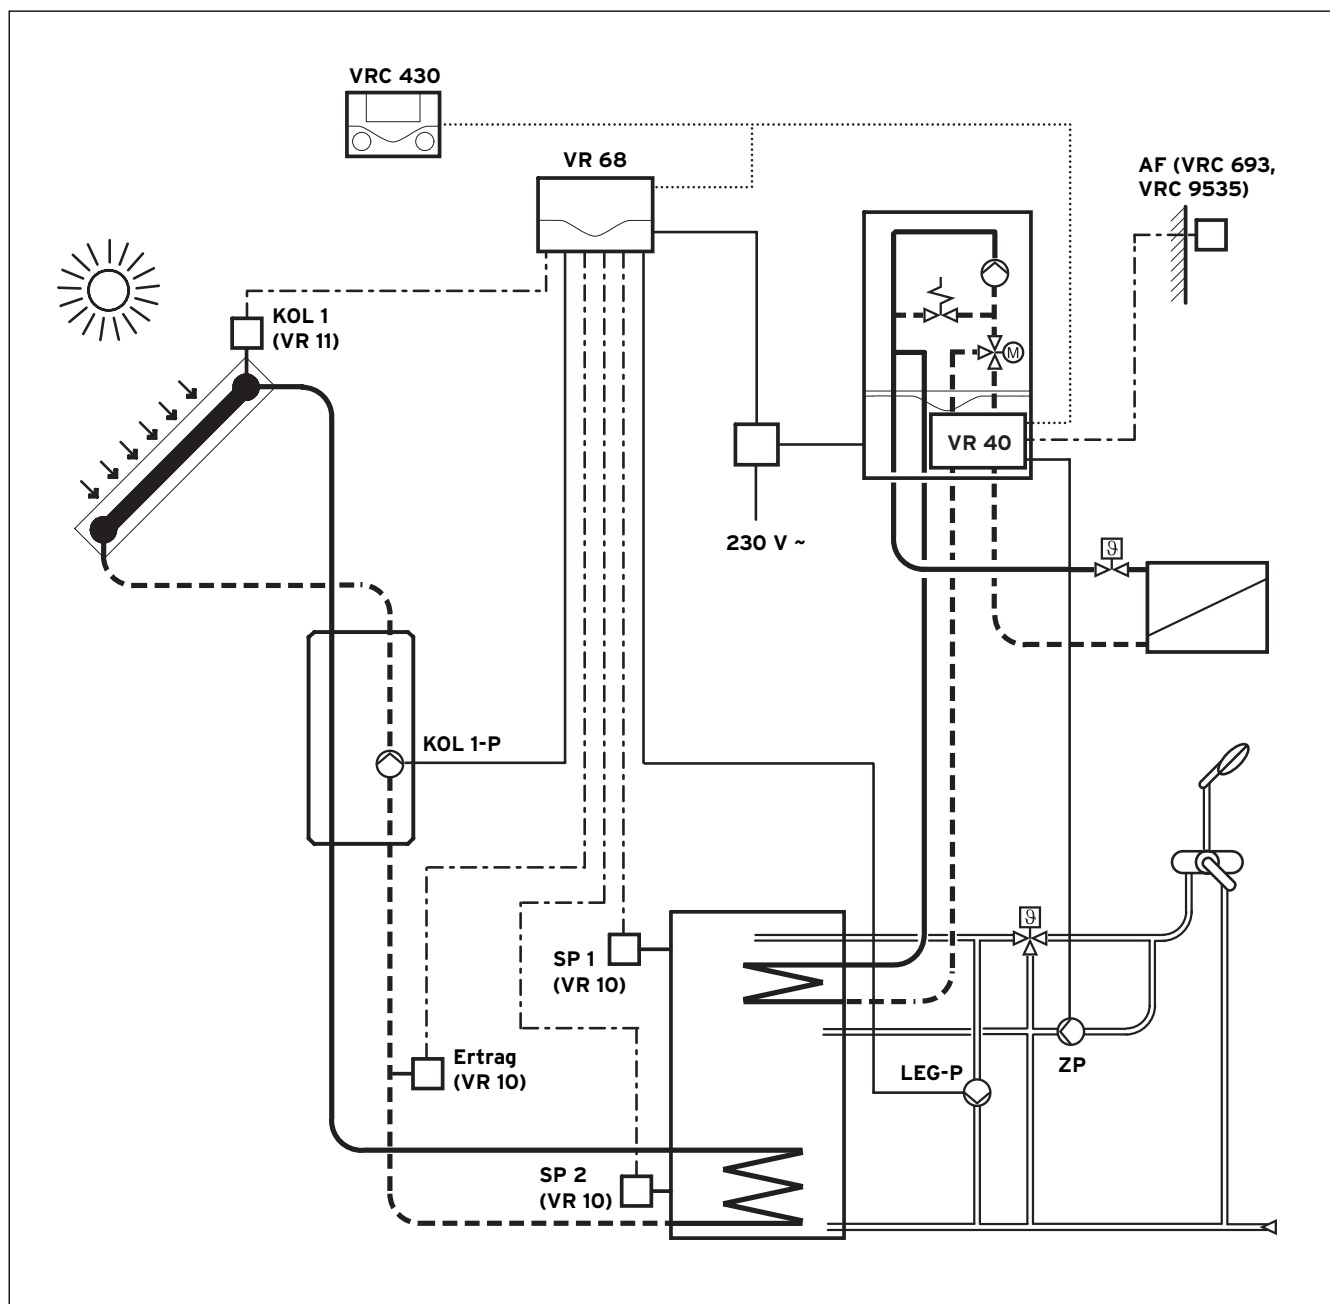 VRC 430
VR 68
AF (VRC 693,
VRC 9535)
KOL 1
(VR 11)
M
VR 40
230 V ~
ϑ
KOL 1-P
ϑ
SP 1
(VR 10)
Ertrag
(VR 10)
ZP
LEG-P
SP 2
(VR 10)